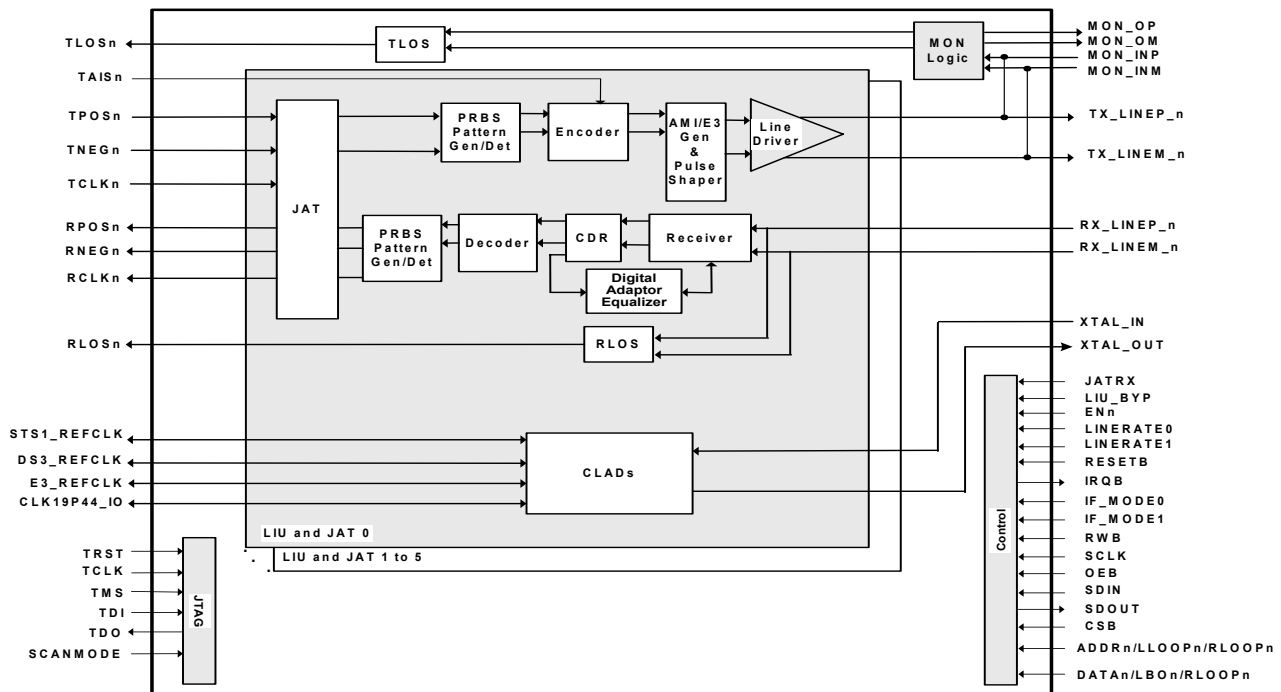 TLOSn
TAISn
TPOSn
TNEGn
TCLKn
RPOSn
RNEGn
RCLKn
RLOSn
STS1_REFCLK
DS3_REFCLK
E3_REFCLK
CLK19P44_IO
TRST
TCLK
TMS
TDI
TDO
SCANMODE
JTAG
TLOS
MON
Logic
JAT
PRBS
Pattern
Gen/Det
Encoder
AMI/E3
Gen
&
Pulse
Shaper
Line
Driver
PRBS
Pattern
Gen/Det
Decoder
CDR
Receiver
Digital
Adaptor
Equalizer
RLOS
CLADs
LIU and JAT 0
LIU and JAT 1 to 5
MON_OP
MON_OM
MON_INP
MON_INM
TX_LINEP_n
TX_LINEM_n
RX_LINEP_n
RX_LINEM_n
XTAL_IN
XTAL_OUT
Control
JATRX
LIU_BYP
ENn
LINERATE0
LINERATE1
RESETB
IRQB
IF_MODE0
IF_MODE1
RWB
SCLK
OEB
SDIN
SDOUT
CSB
ADDRn/LLOOPn/RLOOPn
DATAn/LBOn/RLOOPn